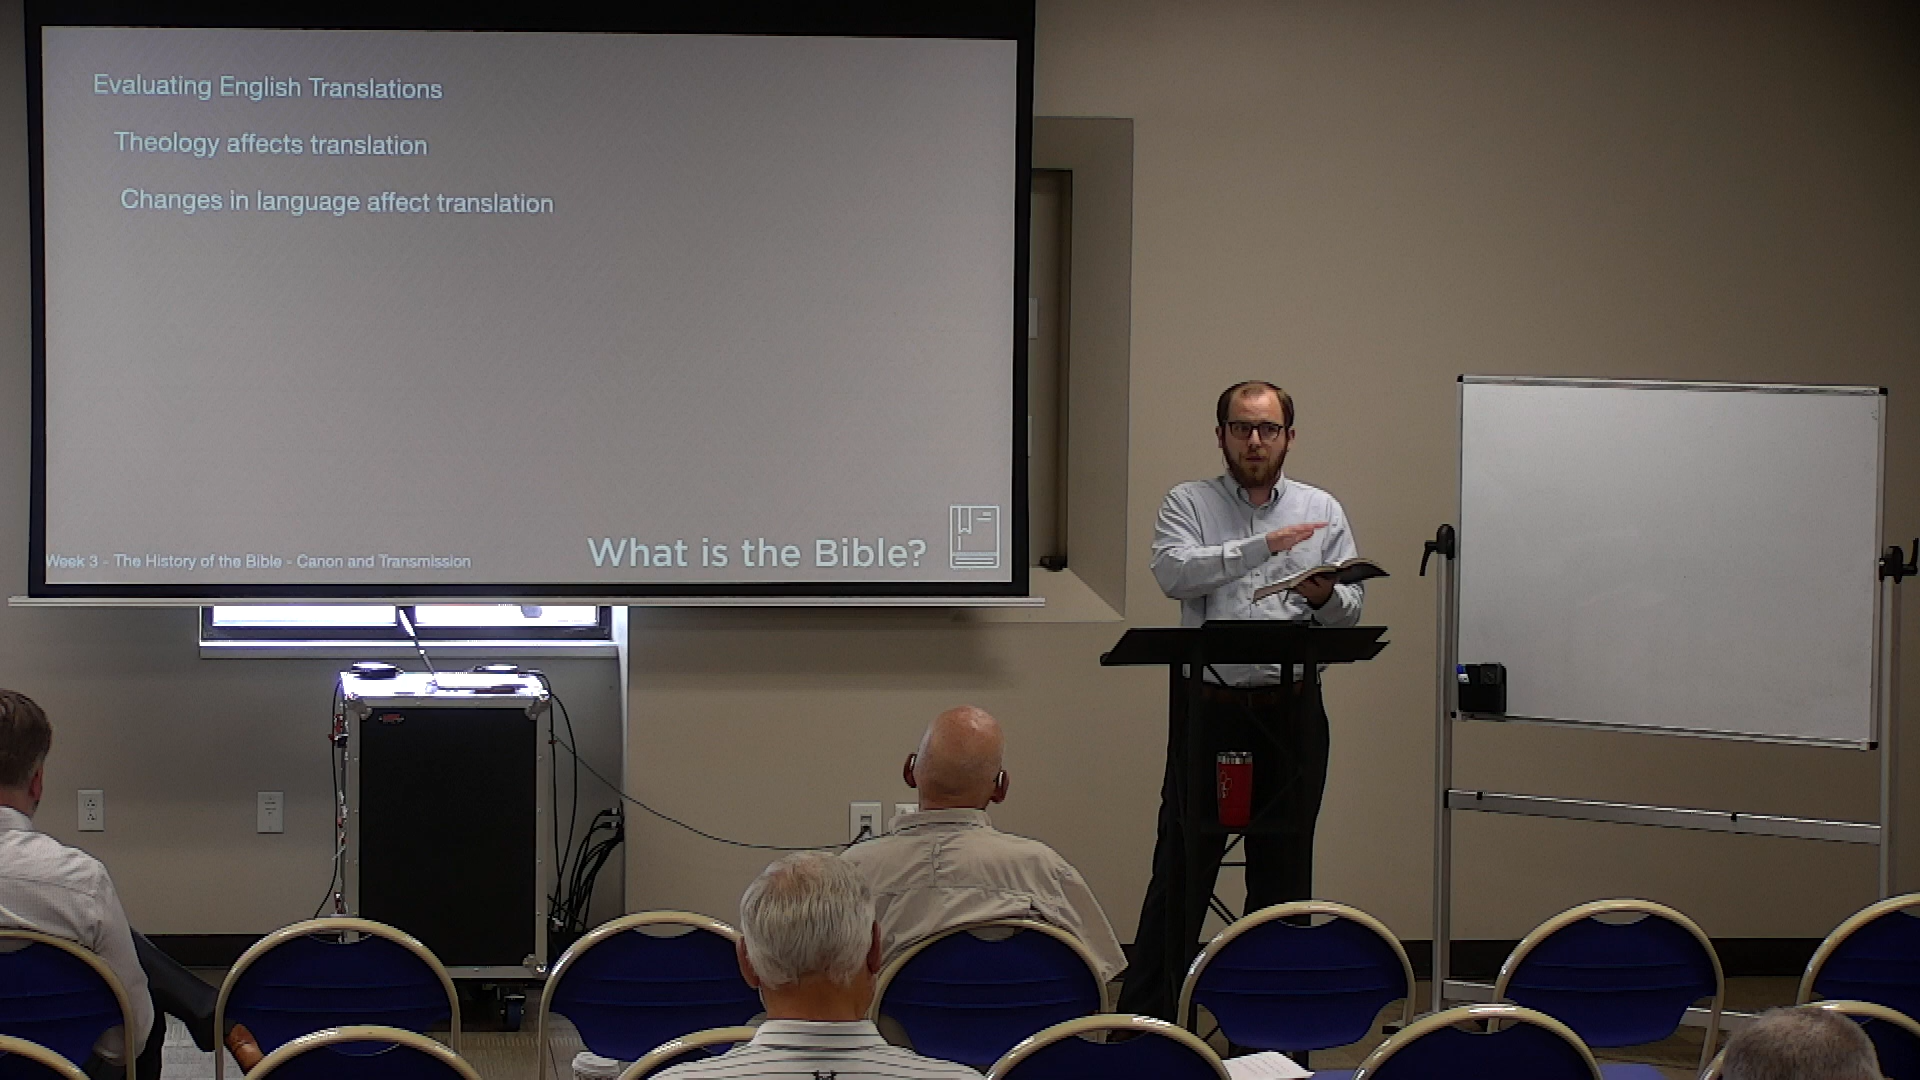 Evaluating English Translations
Theology affects translation
Changes in language affect translation
Week 3 - The History of the Bible - Canon and Transmission
What is the Bible?